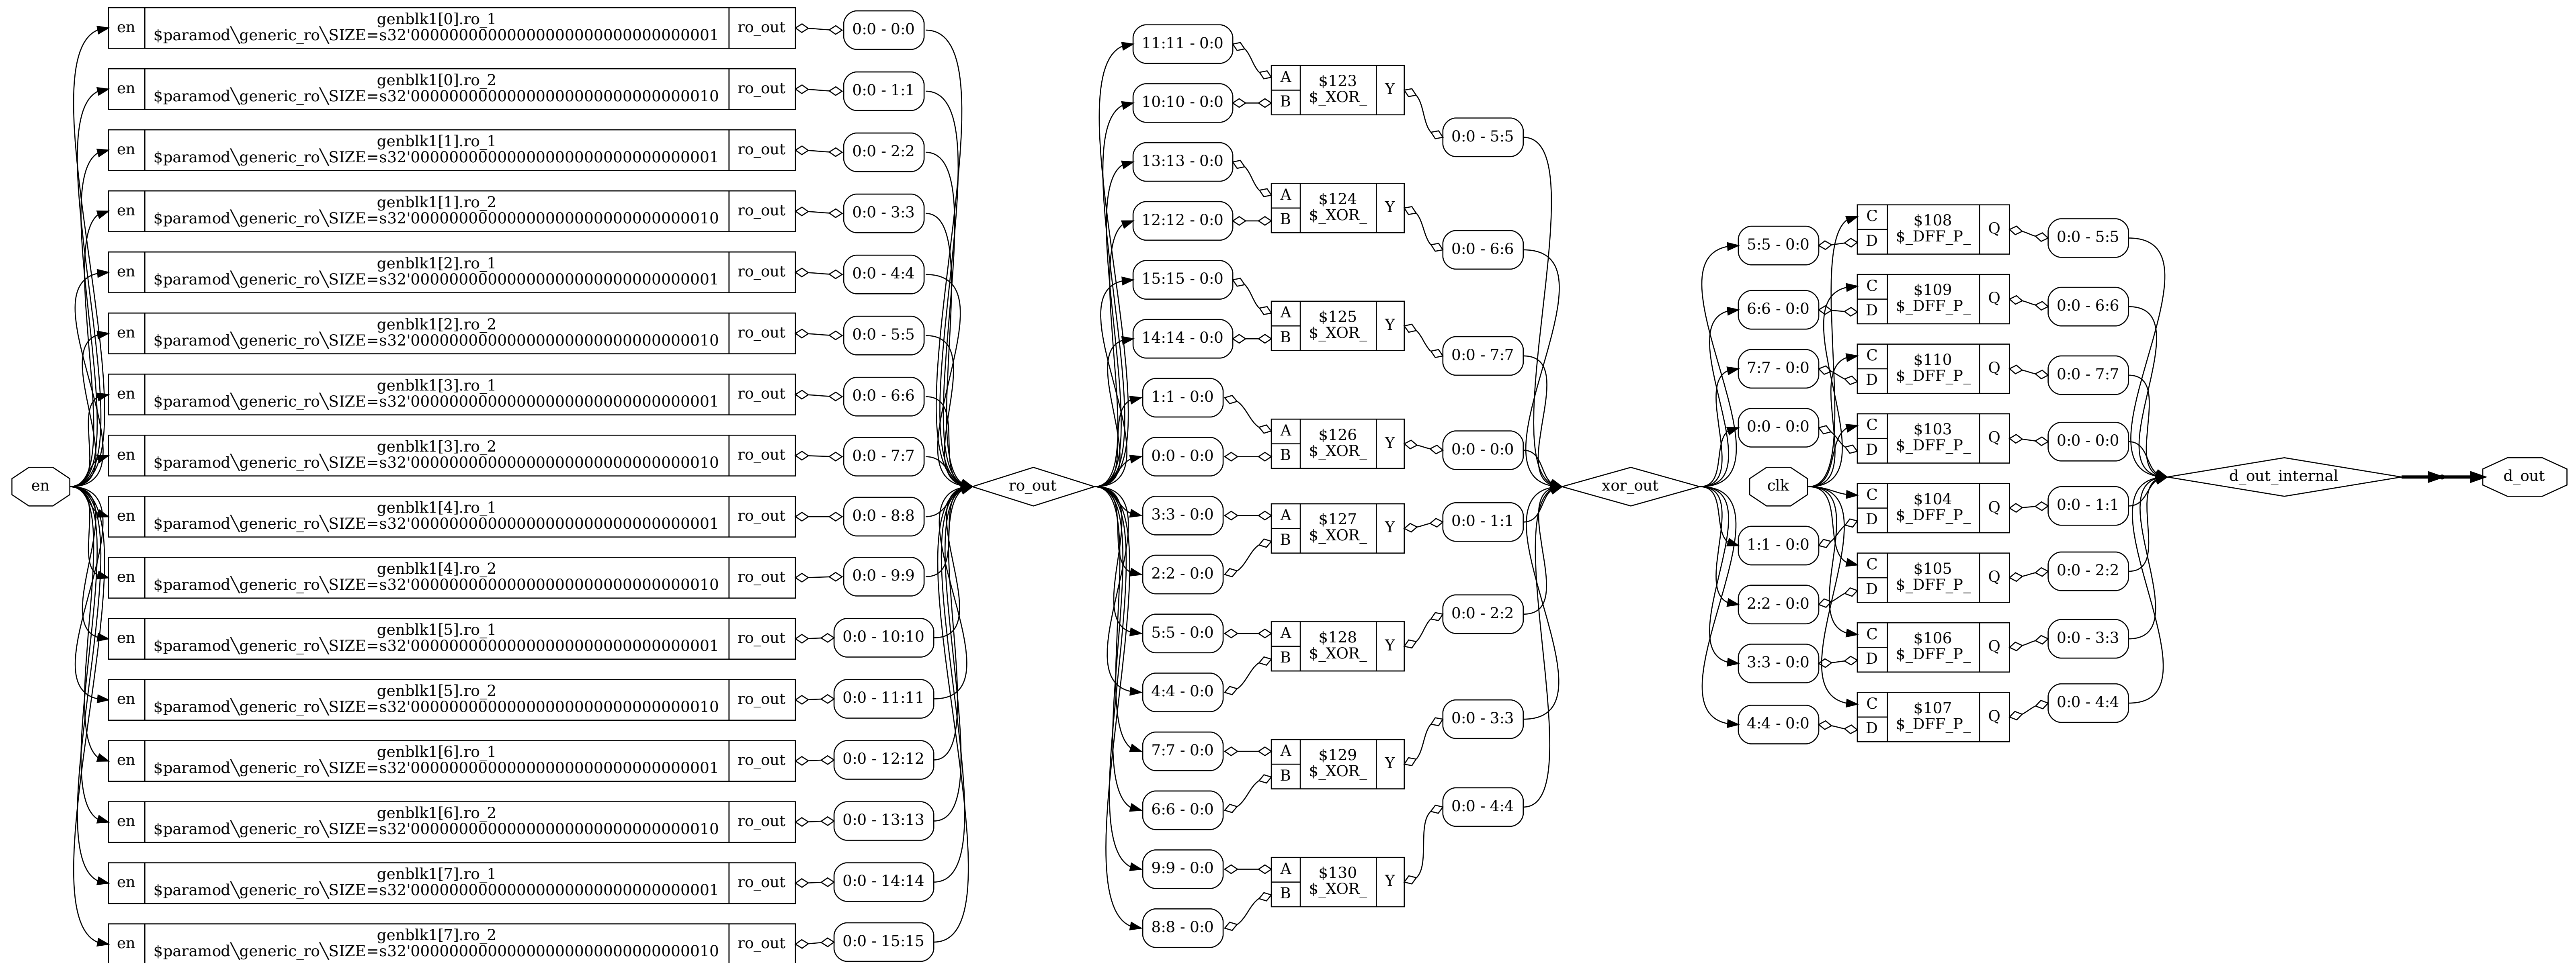 en
en
genblk1[0].ro_1
$paramod\generic_ro\SIZE=s32'00000000000000000000000000000001
ro_out
0:0 - 0:0
en
genblk1[0].ro_2
$paramod\generic_ro\SIZE=s32'00000000000000000000000000000010
ro_out
0:0 - 1:1
en
genblk1[1].ro_1
$paramod\generic_ro\SIZE=s32'00000000000000000000000000000001
ro_out
0:0 - 2:2
en
genblk1[1].ro_2
$paramod\generic_ro\SIZE=s32'00000000000000000000000000000010
ro_out
0:0 - 3:3
en
genblk1[2].ro_1
$paramod\generic_ro\SIZE=s32'00000000000000000000000000000001
ro_out
0:0 - 4:4
en
genblk1[2].ro_2
$paramod\generic_ro\SIZE=s32'00000000000000000000000000000010
ro_out
0:0 - 5:5
en
genblk1[3].ro_1
$paramod\generic_ro\SIZE=s32'00000000000000000000000000000001
ro_out
0:0 - 6:6
en
genblk1[3].ro_2
$paramod\generic_ro\SIZE=s32'00000000000000000000000000000010
ro_out
0:0 - 7:7
en
genblk1[4].ro_1
$paramod\generic_ro\SIZE=s32'00000000000000000000000000000001
ro_out
0:0 - 8:8
en
genblk1[4].ro_2
$paramod\generic_ro\SIZE=s32'00000000000000000000000000000010
ro_out
0:0 - 9:9
en
genblk1[5].ro_1
$paramod\generic_ro\SIZE=s32'00000000000000000000000000000001
ro_out
0:0 - 10:10
en
genblk1[5].ro_2
$paramod\generic_ro\SIZE=s32'00000000000000000000000000000010
ro_out
0:0 - 11:11
en
genblk1[6].ro_1
$paramod\generic_ro\SIZE=s32'00000000000000000000000000000001
ro_out
0:0 - 12:12
en
genblk1[6].ro_2
$paramod\generic_ro\SIZE=s32'00000000000000000000000000000010
ro_out
0:0 - 13:13
en
genblk1[7].ro_1
$paramod\generic_ro\SIZE=s32'00000000000000000000000000000001
ro_out
0:0 - 14:14
en
genblk1[7].ro_2
$paramod\generic_ro\SIZE=s32'00000000000000000000000000000010
ro_out
0:0 - 15:15
ro_out
11:11 - 0:0
10:10 - 0:0
A
B
$123
$_XOR_
Y
0:0 - 5:5
13:13 - 0:0
12:12 - 0:0
A
B
$124
$_XOR_
Y
0:0 - 6:6
15:15 - 0:0
14:14 - 0:0
A
B
$125
$_XOR_
Y
0:0 - 7:7
1:1 - 0:0
0:0 - 0:0
A
B
$126
$_XOR_
Y
0:0 - 0:0
3:3 - 0:0
2:2 - 0:0
A
B
$127
$_XOR_
Y
0:0 - 1:1
5:5 - 0:0
4:4 - 0:0
A
B
$128
$_XOR_
Y
0:0 - 2:2
7:7 - 0:0
6:6 - 0:0
A
B
$129
$_XOR_
Y
0:0 - 3:3
9:9 - 0:0
8:8 - 0:0
A
B
$130
$_XOR_
Y
0:0 - 4:4
xor_out
clk
5:5 - 0:0
C
D
$108
$_DFF_P_
Q
0:0 - 5:5
6:6 - 0:0
C
D
$109
$_DFF_P_
Q
0:0 - 6:6
7:7 - 0:0
C
D
$110
$_DFF_P_
Q
0:0 - 7:7
0:0 - 0:0
C
D
$103
$_DFF_P_
Q
0:0 - 0:0
1:1 - 0:0
C
D
$104
$_DFF_P_
Q
0:0 - 1:1
2:2 - 0:0
C
D
$105
$_DFF_P_
Q
0:0 - 2:2
3:3 - 0:0
C
D
$106
$_DFF_P_
Q
0:0 - 3:3
4:4 - 0:0
C
D
$107
$_DFF_P_
Q
0:0 - 4:4
d_out_internal
d_out